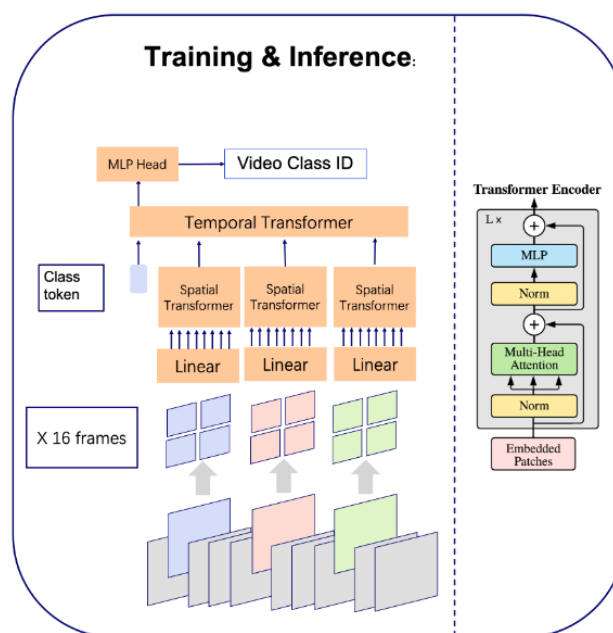 Training & Inference:
MLP Head
Video Class ID
Temporal Transformer
Class
token
Spatial
Transformer
Spatial
Transformer
Spatial
Transformer
Linear
Linear
Linear
X 16 frames
Transformer Encoder
L ×
MLP
Norm
Multi-Head
Attention
Norm
Embedded
Patches